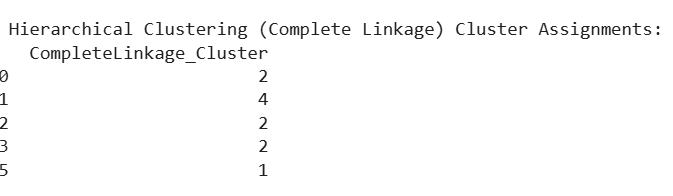 Hierarchical Clustering (Complete Linkage) Cluster Assignments:
CompleteLinkage_Cluster
0 2
1 4
2 2
3 2
5 1